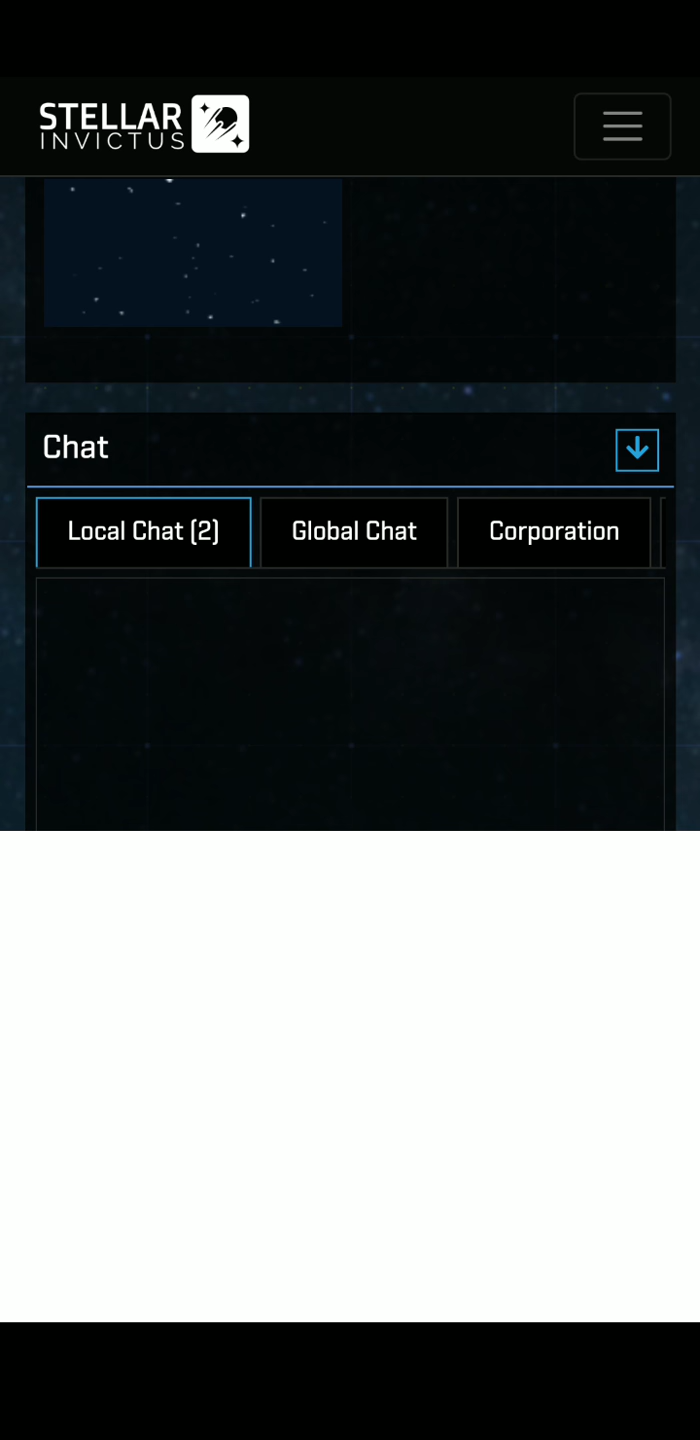 STELLAR
INVICTUS
Chat
Local Chat (2)
Global Chat
Corporation